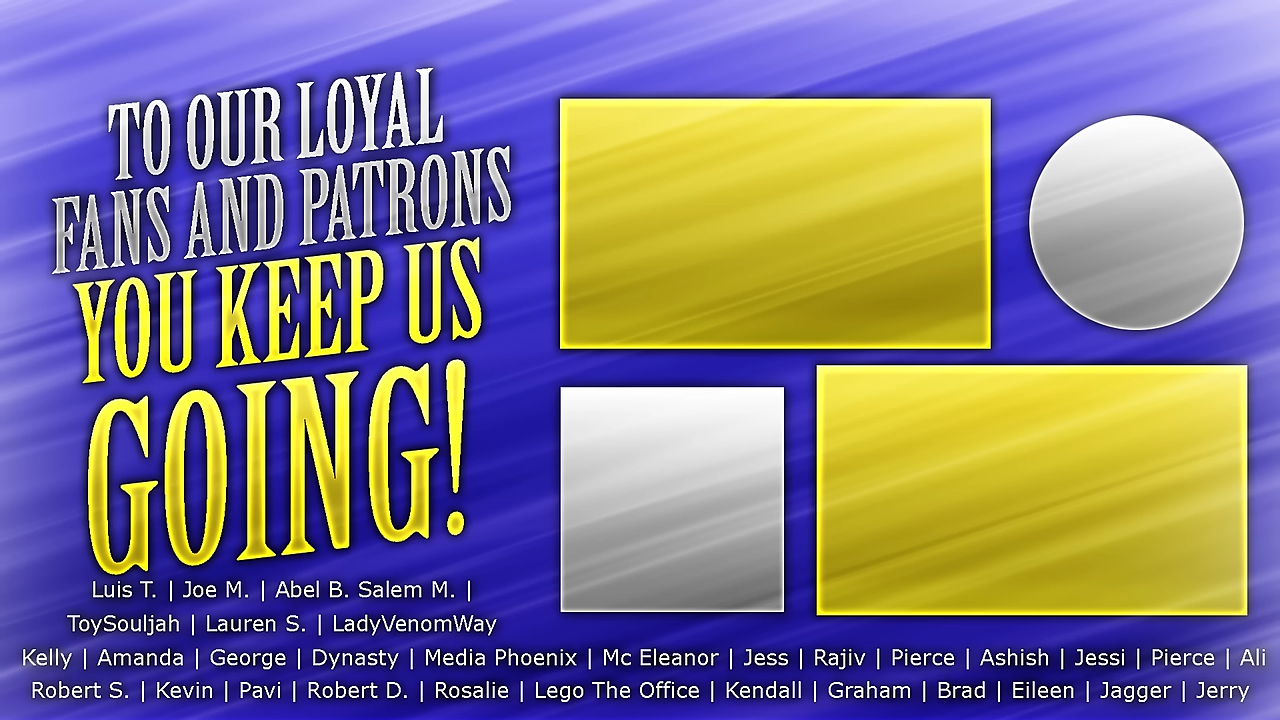 TO OUR LOYAL
FANS AND PATRONS
YOU KEEP US
GOING!
Luis T. | Joe M. | Abel B. Salem M. |
ToySouljah | Lauren S. | LadyVenomWay
Kelly | Amanda | George | Dynasty | Media Phoenix | Mc Eleanor | Jess | Rajiv | Pierce | Ashish | Jessi | Pierce | Ali
Robert S. | Kevin | Pavi | Robert D. | Rosalie | Lego The Office | Kendall | Graham | Brad | Eileen | Jagger | Jerry